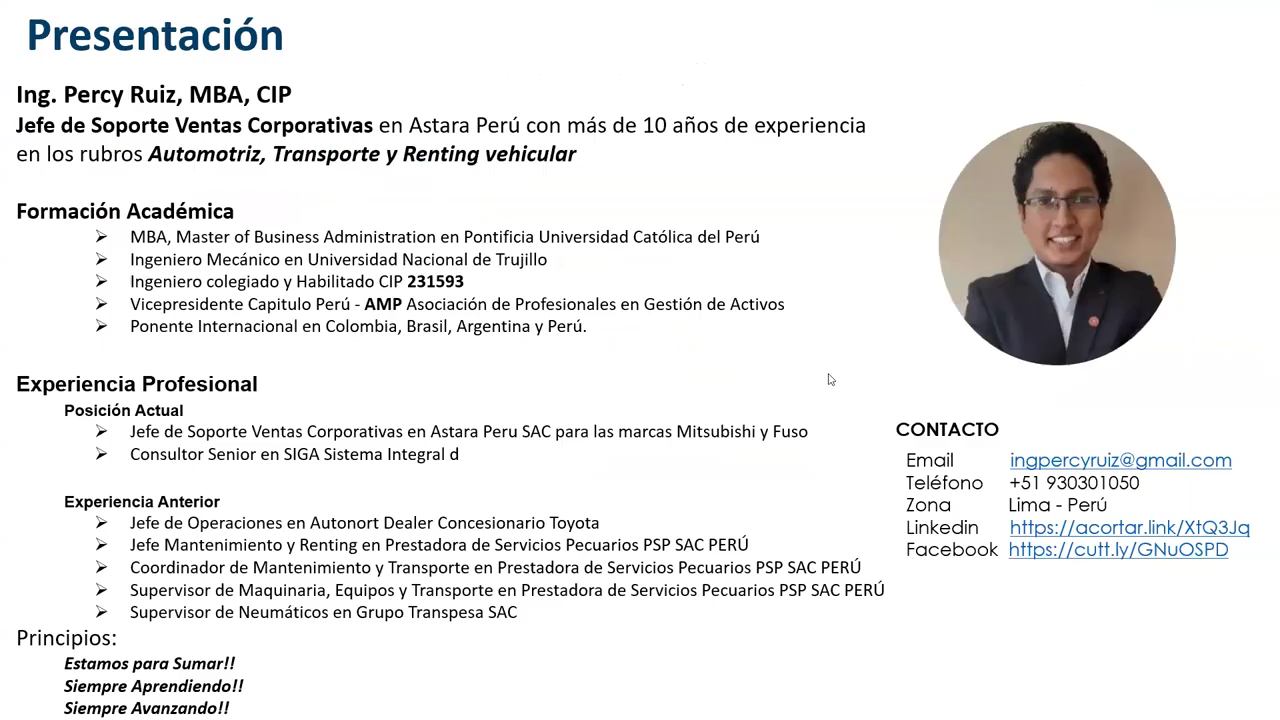 Presentación
Ing. Percy Ruiz, MBA, CIP
Jefe de Soporte Ventas Corporativas en Astara Perú con más de 10 años de experiencia
en los rubros Automotriz, Transporte y Renting vehicular
Formación Académica
MBA, Master of Business Administration en Pontificia Universidad Católica del Perú
Ingeniero Mecánico en Universidad Nacional de Trujillo
Ingeniero colegiado y Habilitado CIP 231593
Vicepresidente Capitulo Perú - AMP Asociación de Profesionales en Gestión de Activos
Ponente Internacional en Colombia, Brasil, Argentina y Perú.
Experiencia Profesional
Posición Actual
Jefe de Soporte Ventas Corporativas en Astara Peru SAC para las marcas Mitsubishi y Fuso
Consultor Senior en SIGA Sistema Integral d
Experiencia Anterior
Jefe de Operaciones en Autonort Dealer Concesionario Toyota
Jefe Mantenimiento y Renting en Prestadora de Servicios Pecuarios PSP SAC PERÚ
Coordinador de Mantenimiento y Transporte en Prestadora de Servicios Pecuarios PSP SAC PERÚ
Supervisor de Maquinaria, Equipos y Transporte en Prestadora de Servicios Pecuarios PSP SAC PERÚ
Supervisor de Neumáticos en Grupo Transpesa SAC
Principios:
Estamos para Sumar!!
Siempre Aprendiendo!!
Siempre Avanzando!!
CONTACTO
Email ingpercyruiz@gmail.com
Teléfono +51 930301050
Zona Lima - Perú
Linkedin https://acortar.link/XtQ3Jq
Facebook https://cutt.ly/GNuOSPD